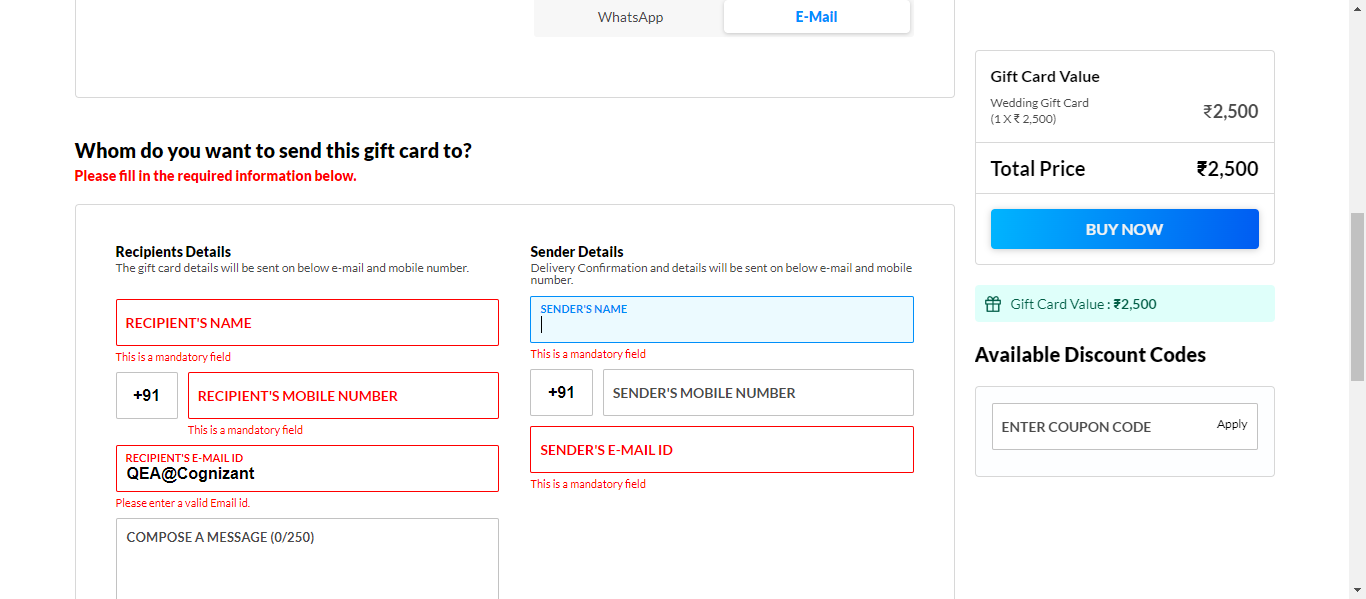 WhatsApp
E-Mail
Whom do you want to send this gift card to?
Please fill in the required information below.
Recipients Details
The gift card details will be sent on below e-mail and mobile number.
RECIPIENT'S NAME
This is a mandatory field
+91
RECIPIENT'S MOBILE NUMBER
This is a mandatory field
RECIPIENT'S E-MAIL ID
QEA@Cognizant
Please enter a valid Email id.
COMPOSE A MESSAGE (0/250)
Sender Details
Delivery Confirmation and details will be sent on below e-mail and mobile
number.
SENDER'S NAME
This is a mandatory field
+91
SENDER'S MOBILE NUMBER
SENDER'S E-MAIL ID
This is a mandatory field
Gift Card Value
Wedding Gift Card
(1 X ₹ 2,500)
₹2,500
Total Price
₹2,500
BUY NOW
Gift Card Value : ₹2,500
Available Discount Codes
ENTER COUPON CODE
Apply